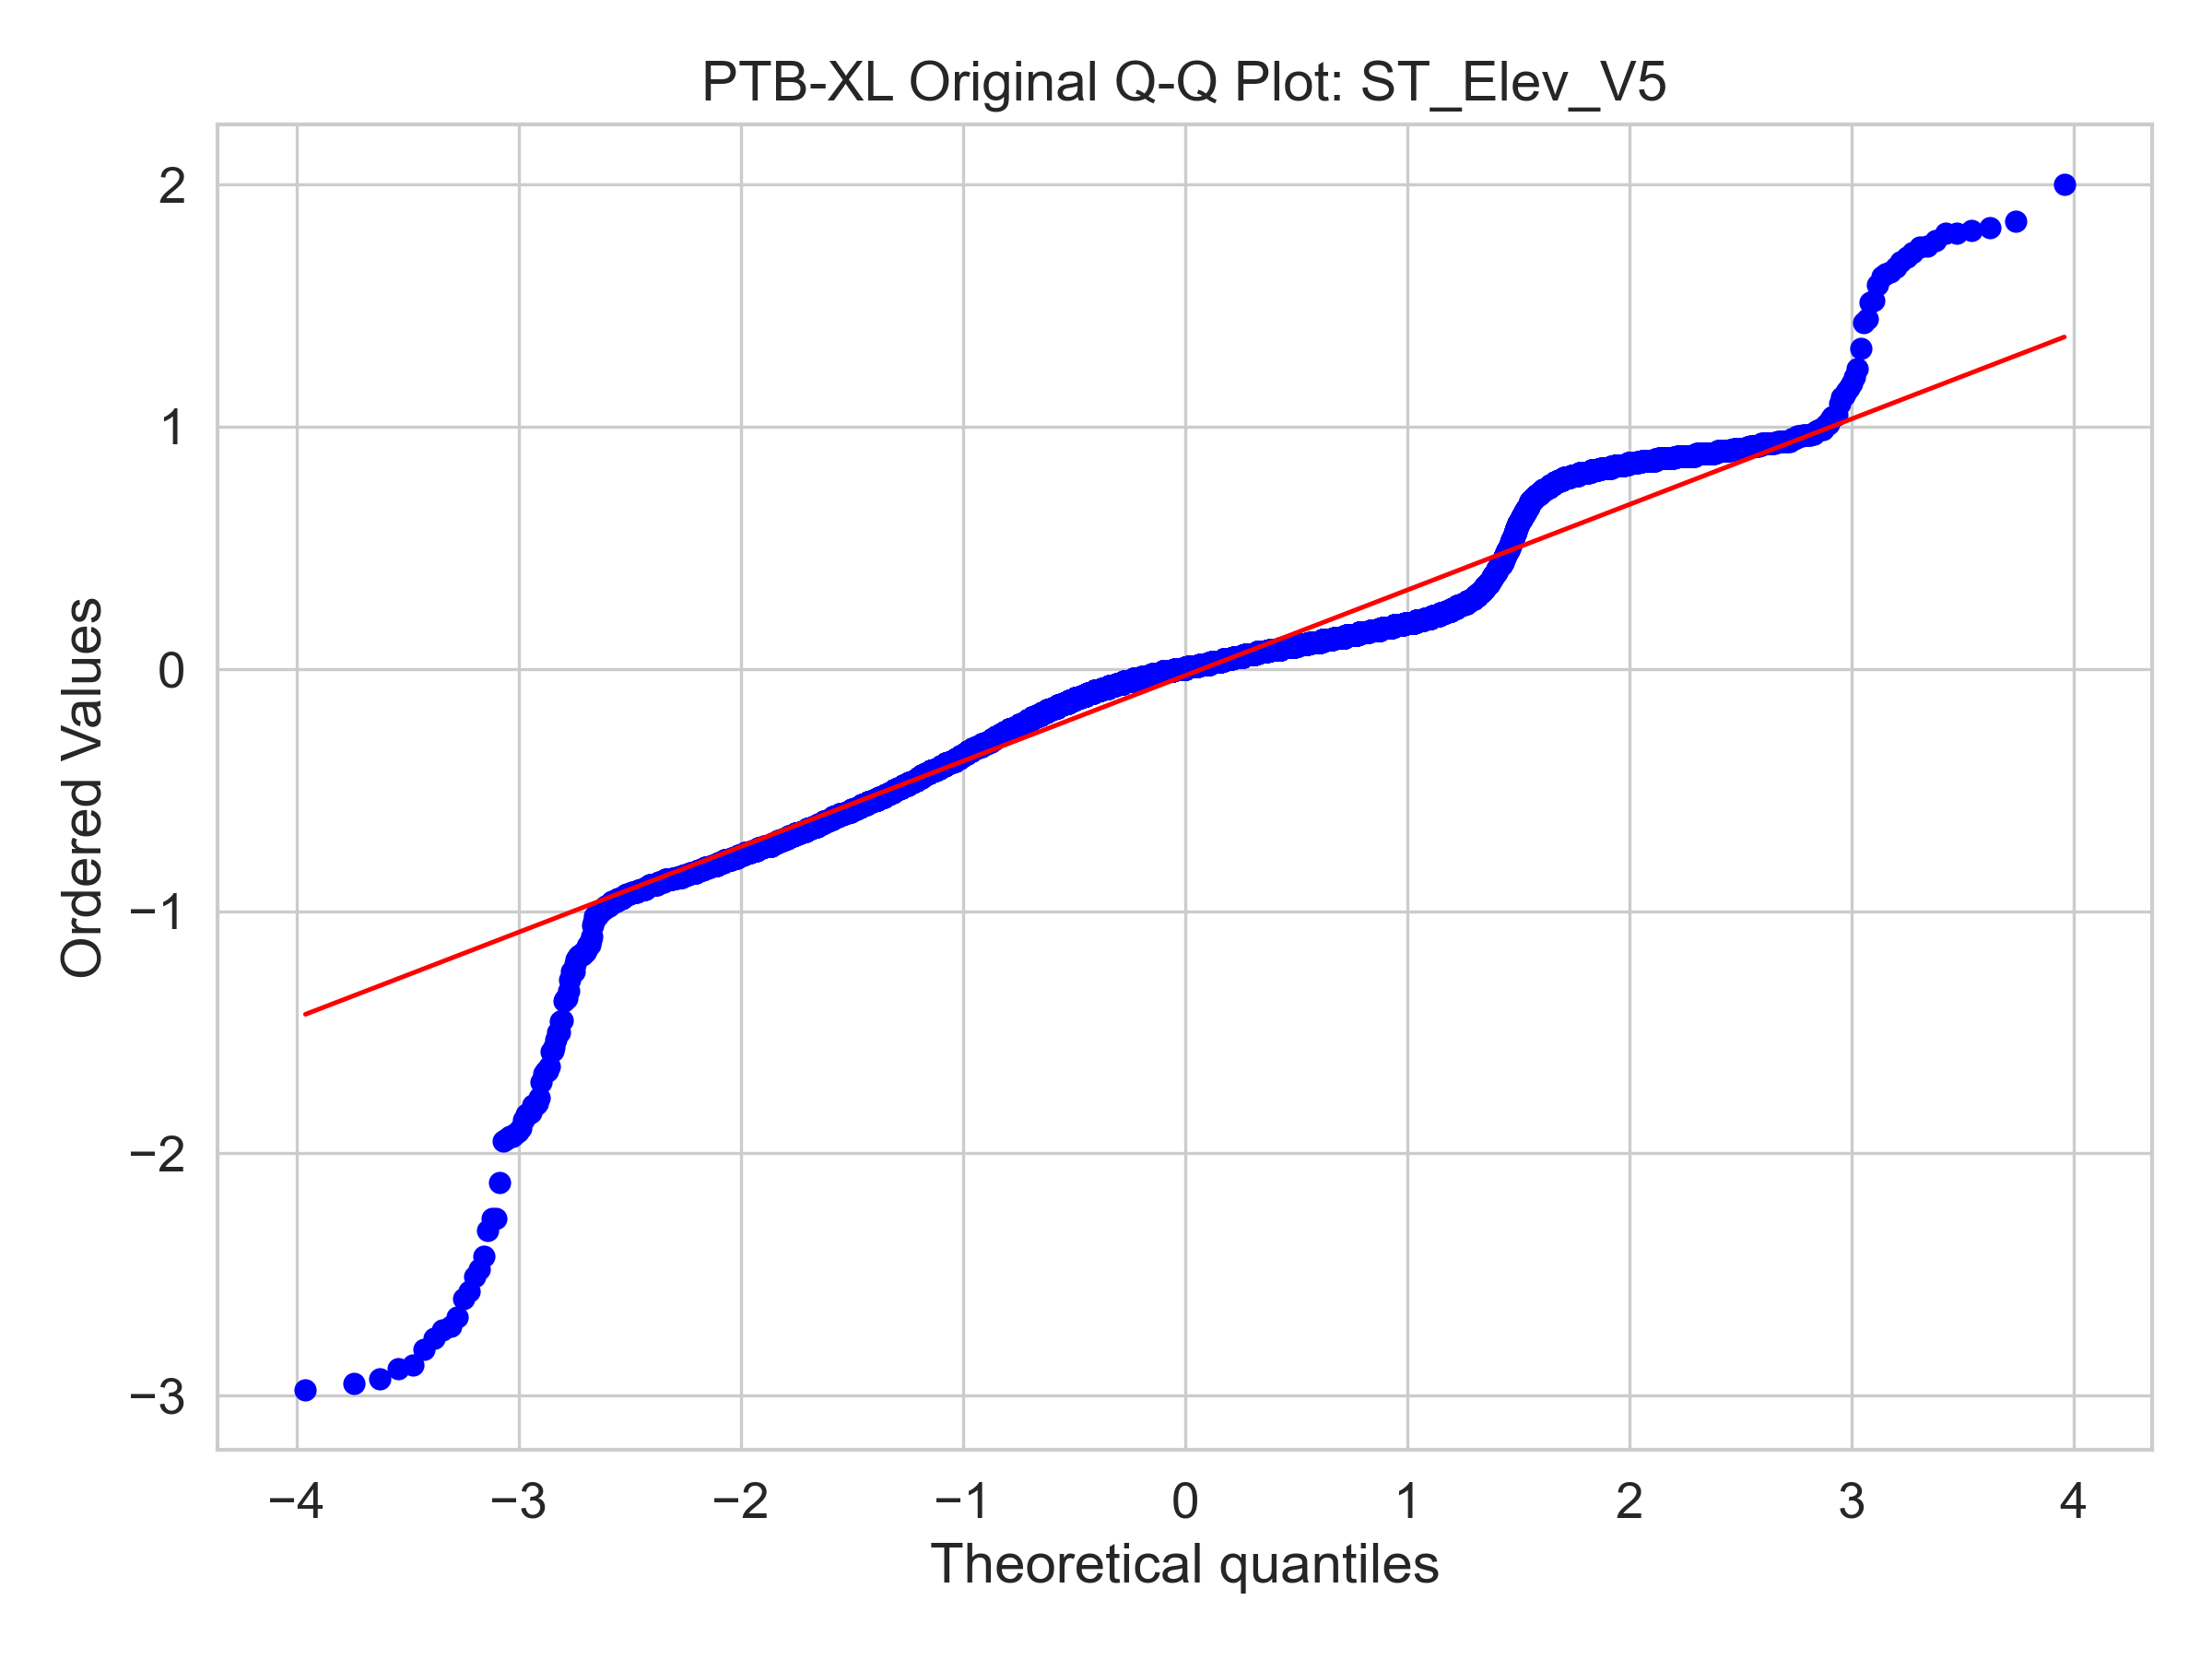 PTB-XL Original Q-Q Plot: ST_Elev_V5
2
1
0
−1
−2
−3
Ordered Values
−4 −3 −2 −1 0 1 2 3 4
Theoretical quantiles